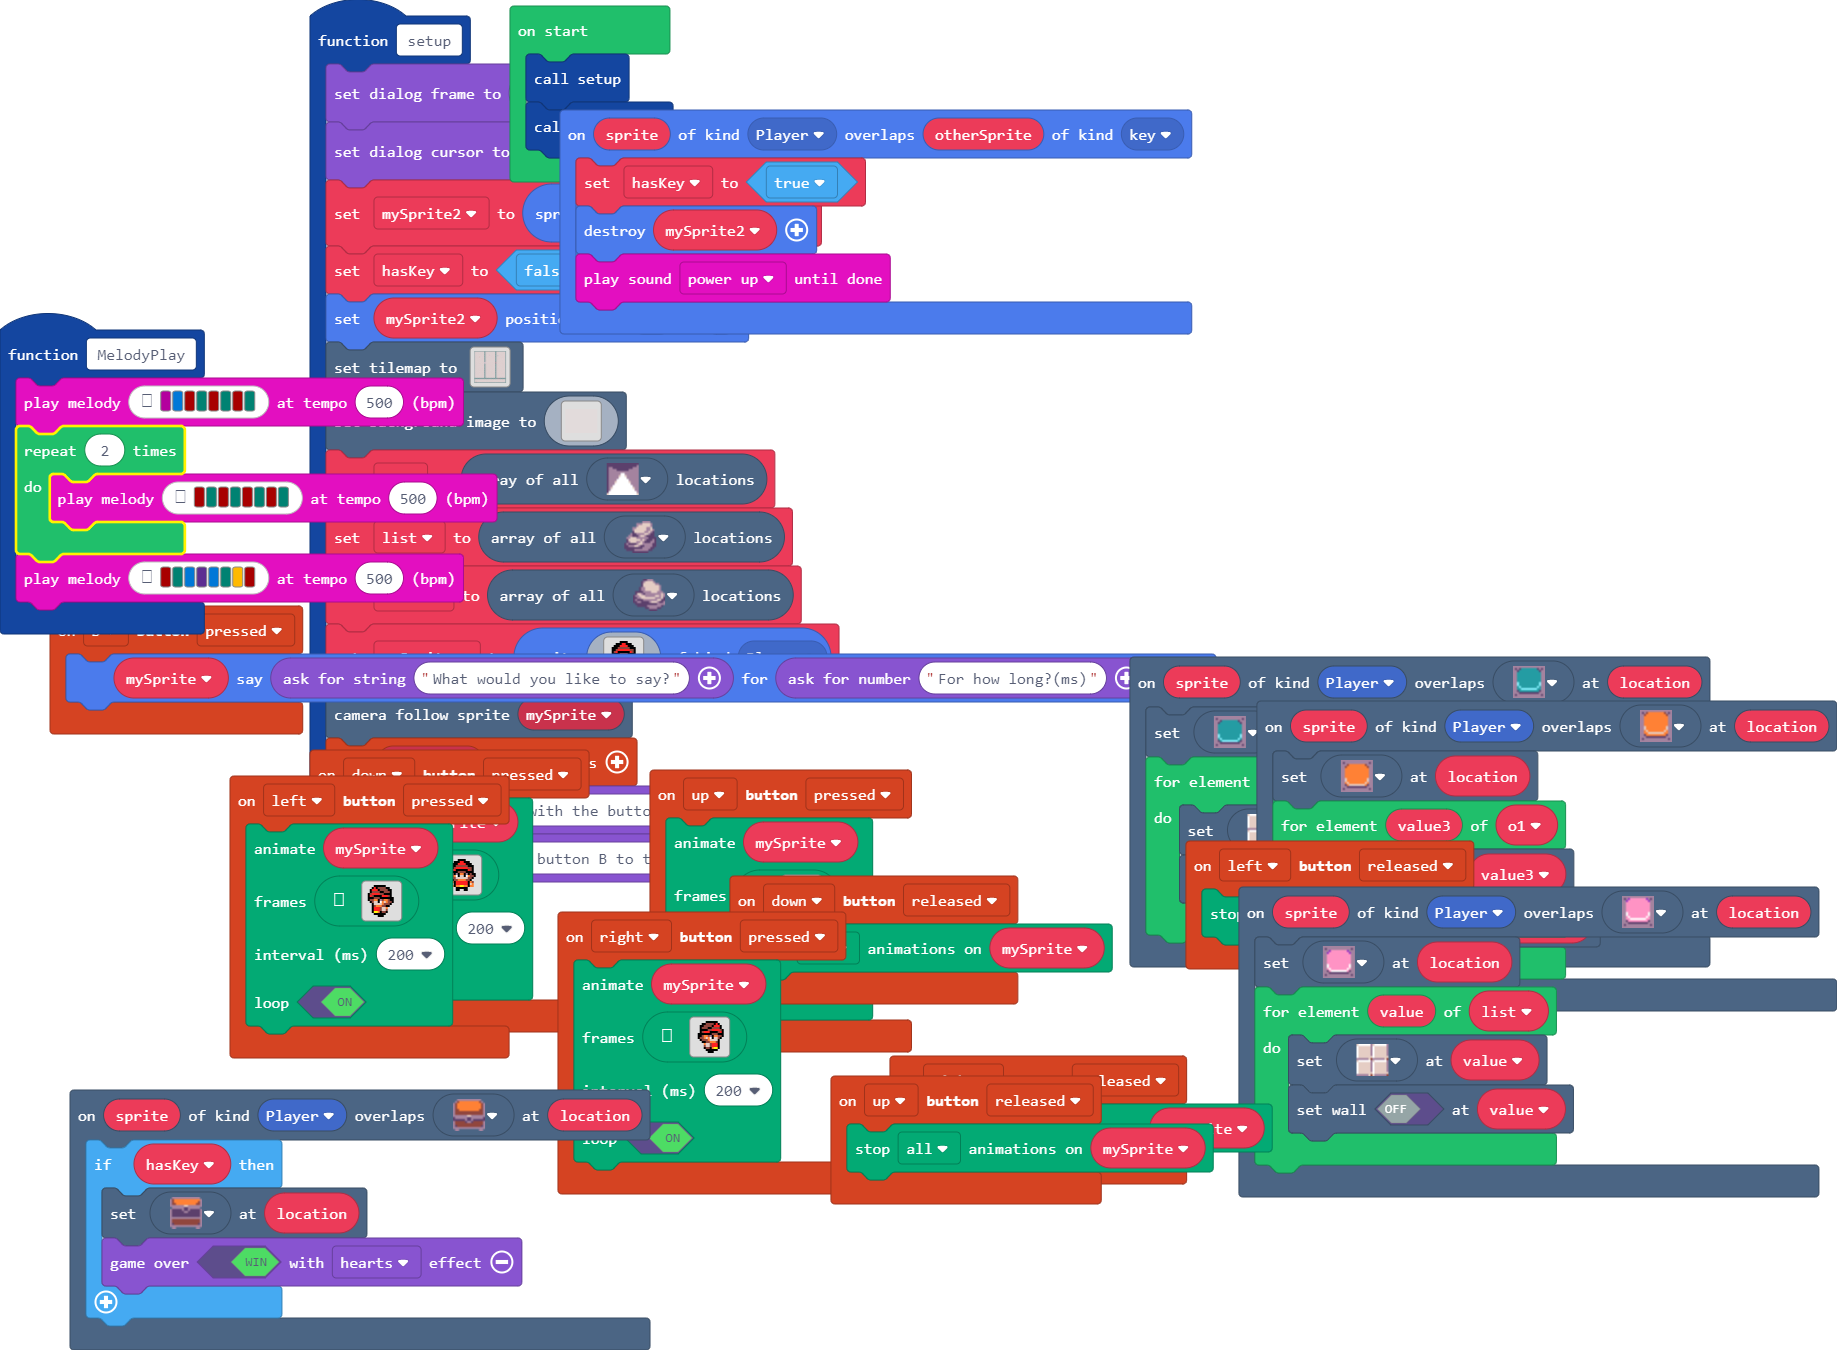 function setup
on start
call setup
set dialog frame to
set dialog cursor to
on sprite of kind Player overlaps otherSprite of kind key
set hasKey to true
destroy mySprite2
play sound power up until done
set mySprite2 to
set hasKey to
set mySprite2
set tilemap to
image to
function MelodyPlay
play melody at tempo 500 (bpm)
repeat 2 times
do
play melody at tempo 500 (bpm)
play melody at tempo 500 (bpm)
of all locations
set list to array of all locations
to array of all locations
pressed
mySprite say ask for string "What would you like to say?" for ask for number "For how long?(ms)"
camera follow sprite mySprite
on down button pressed
with the
button B to
on left button pressed
animate mySprite
frames
interval (ms) 200
loop ON
200
on up button pressed
animate mySprite
frames
on down button released
animations on mySprite
on right button pressed
animate mySprite
frames
(ms) 200
loop ON
on up button released
stop all animations on mySprite
on sprite of kind Player overlaps at location
set
for element
do
set
on sprite of kind Player overlaps at location
set at location
for element value3 of o1
value3
on left button released
on sprite of kind Player overlaps at location
set at location
for element value of list
do
set at value
set wall OFF at value
on sprite of kind Player overlaps at location
if hasKey then
set at location
game over WIN with hearts effect